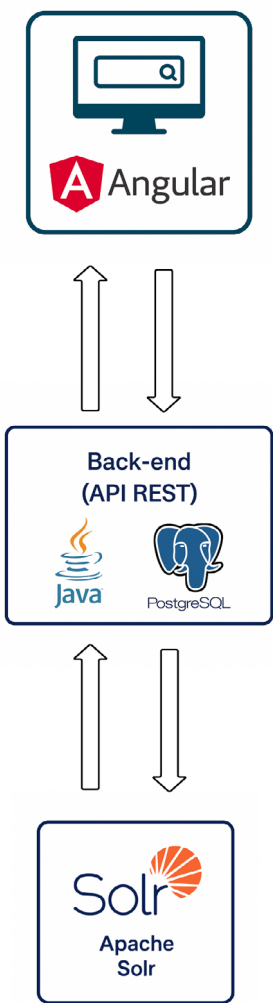 Angular
Back-end
(API REST)
Java
PostgreSQL
Solr
Apache
Solr